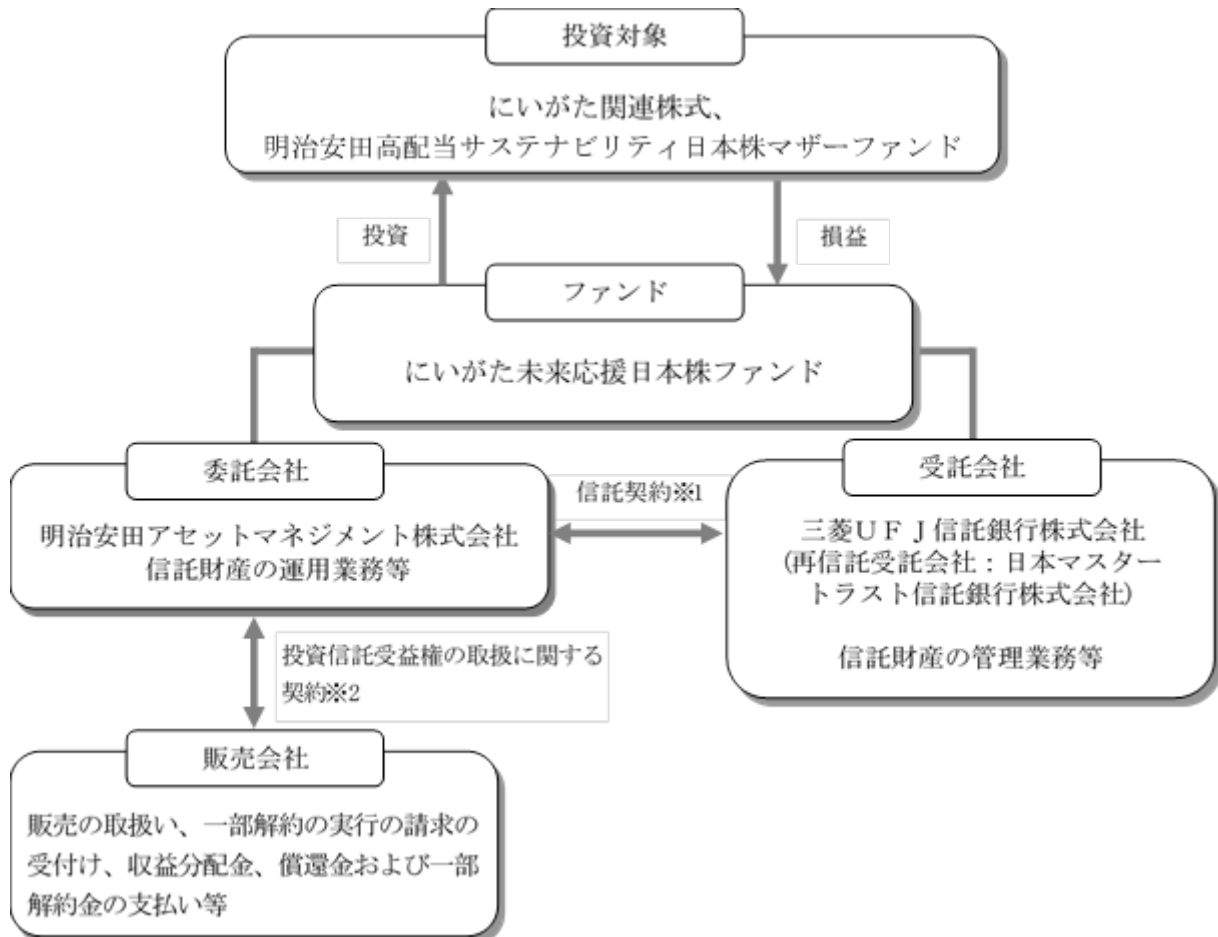 投資対象
にいがた関連株式、
明治安田高配当サステナビリティ日本株マザーファンド
投資
損益
ファンド
にいがた未来応援日本株ファンド
委託会社
明治安田アセットマネジメント株式会社
信託財産の運用業務等
信託契約※1
受託会社
三菱UFJ信託銀行株式会社
(再信託受託会社：日本マスター
トラスト信託銀行株式会社)
信託財産の管理業務等
投資信託受益権の取扱に関する
契約※2
販売会社
販売の取扱い、一部解約の実行の請求の
受付け、収益分配金、償還金および一部
解約金の支払い等